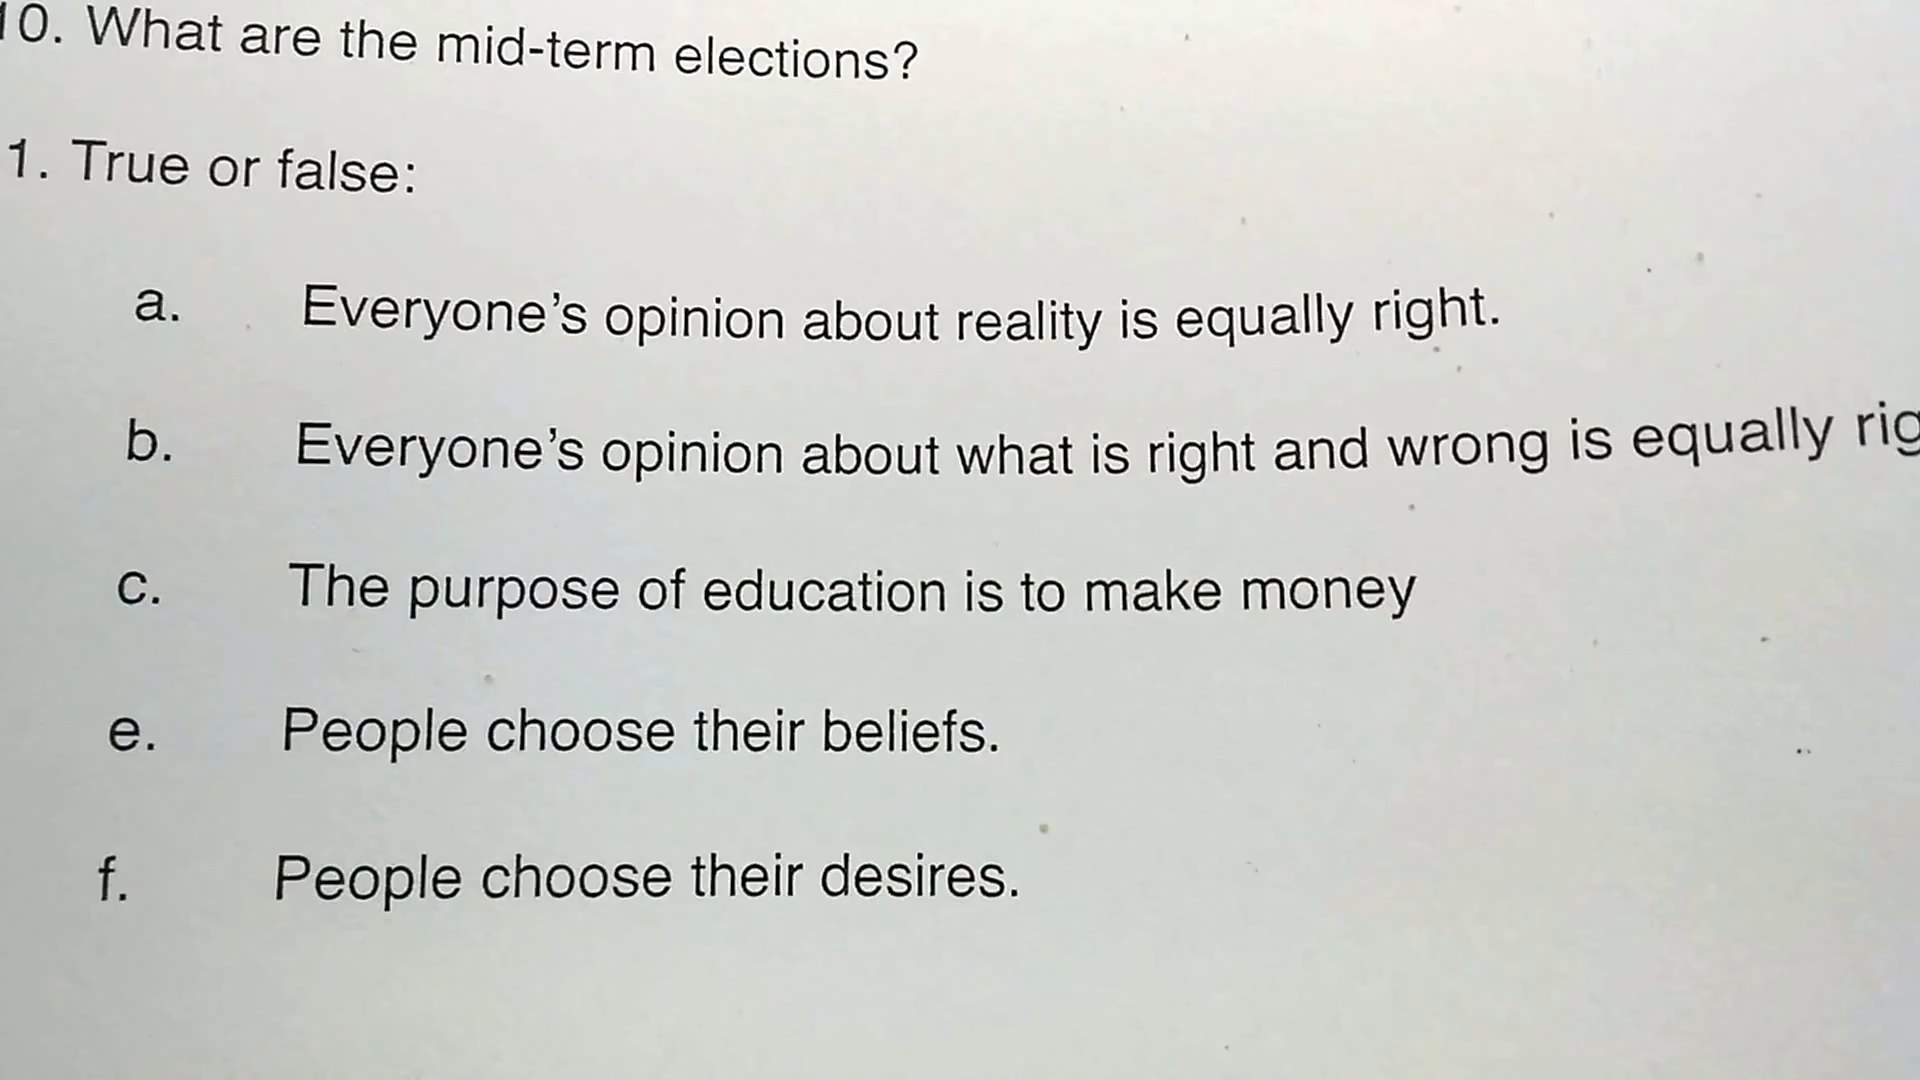 10. What are the mid-term elections?
1. True or false:
a. Everyone's opinion about reality is equally right.
b. Everyone's opinion about what is right and wrong is equally
c. The purpose of education is to make money
e. People choose their beliefs.
f. People choose their desires.